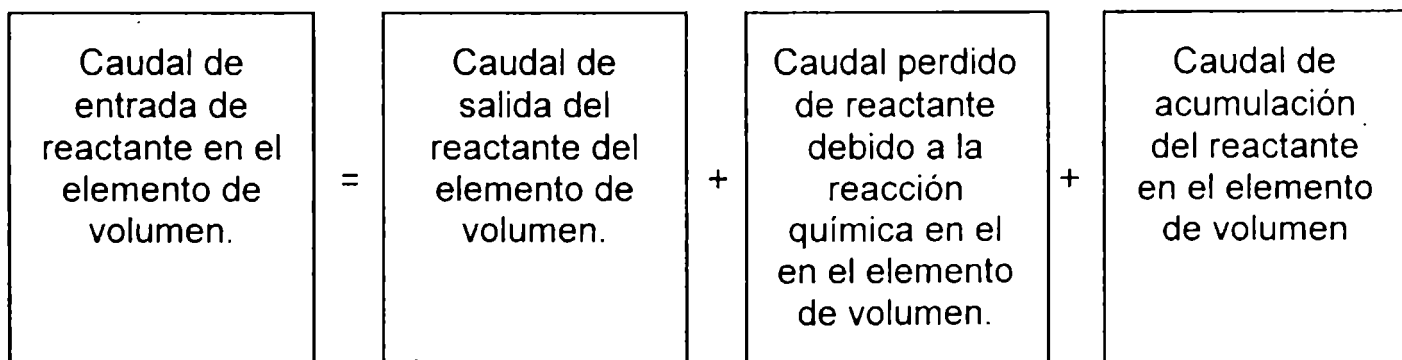 Caudal de
entrada de
reactante en el
elemento de
volumen.
=
Caudal de
salida del
reactante del
elemento de
volumen.
+
Caudal perdido
de reactante
debido a la
reacción
química en el
en el elemento
de volumen.
+
Caudal de
acumulación
del reactante
en el elemento
de volumen